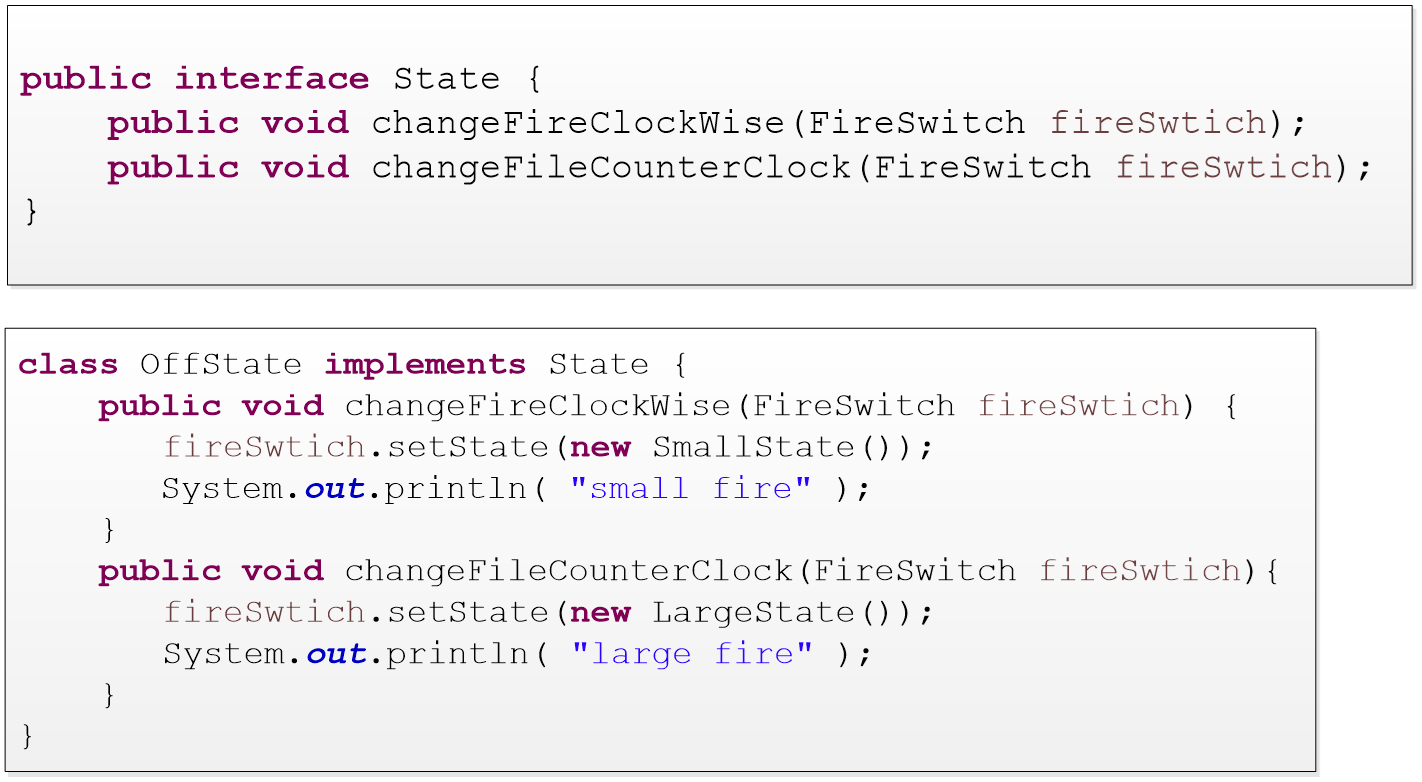 public interface State {
public void changeFireClockWise(FireSwitch fireSwtich);
public void changeFileCounterClock(FireSwitch fireSwtich);
}
class OffState implements State {
public void changeFireClockWise(FireSwitch fireSwtich) {
fireSwtich.setState(new SmallState());
System.out.println( "small fire" );
}
public void changeFileCounterClock(FireSwitch fireSwtich){
fireSwtich.setState(new LargeState());
System.out.println( "large fire" );
}
}